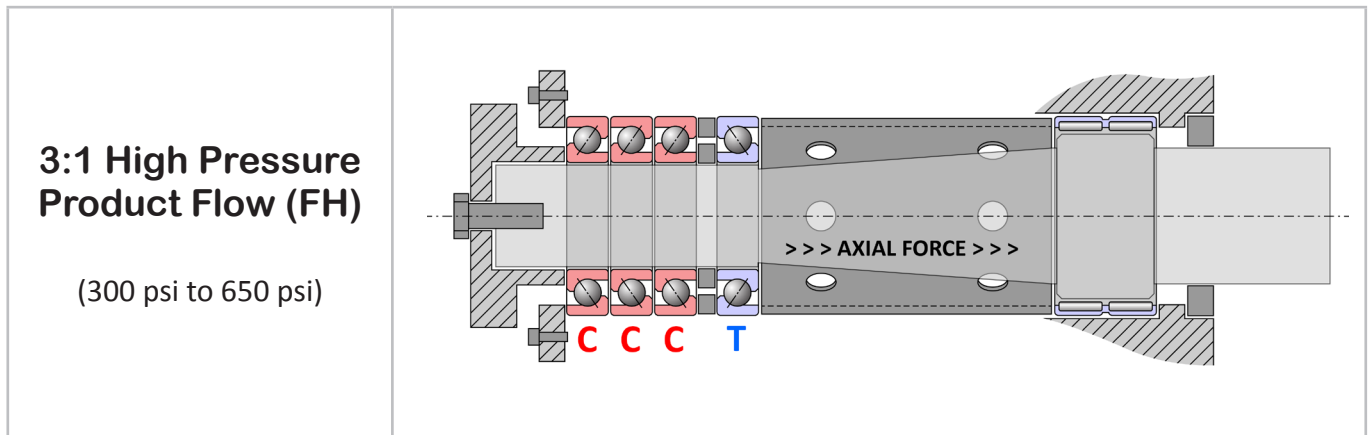 3:1 High Pressure
Product Flow (FH)
(300 psi to 650 psi)
> > > AXIAL FORCE > > >
C C C T